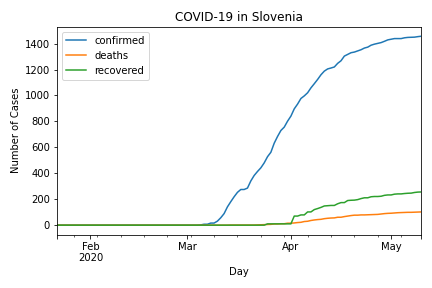 COVID-19 in Slovenia
confirmed
deaths
recovered
Number of Cases
1400
1200
1000
800
600
400
200
0
Feb
2020
Mar
Apr
May
Day